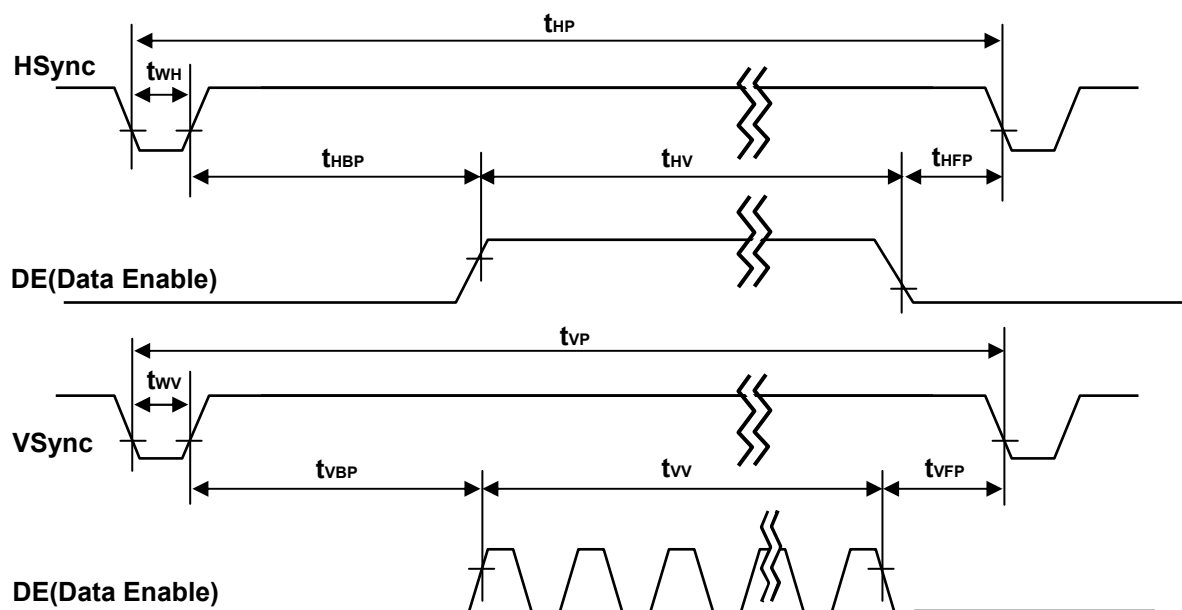 tHP
HSync
tWH
tHBP
tHV
tHFP
DE(Data Enable)
tVP
tWV
VSync
tVBP
tVV
tVFP
DE(Data Enable)